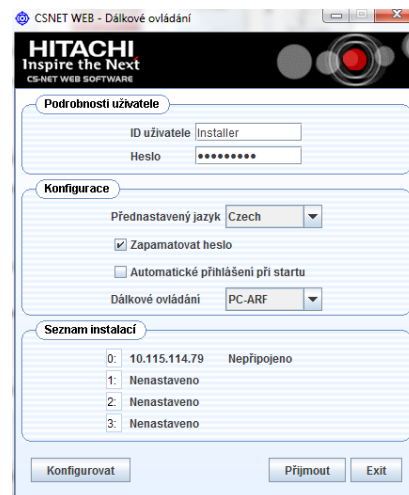 CSNET WEB - Dálkové ovládání
HITACHI
Inspire the Next
CS-NET WEB SOFTWARE
Podrobnosti uživatele
ID uživatele Installer
Heslo •••••••••
Konfigurace
Přednastavený jazyk Czech
Zapamatovat heslo
Automatické přihlášení při startu
Dálkové ovládání PC-ARF
Seznam instalací
0: 10.115.114.79 Nepřipojeno
1: Nenastaveno
2: Nenastaveno
3: Nenastaveno
Konfigurovat Přijmout Exit